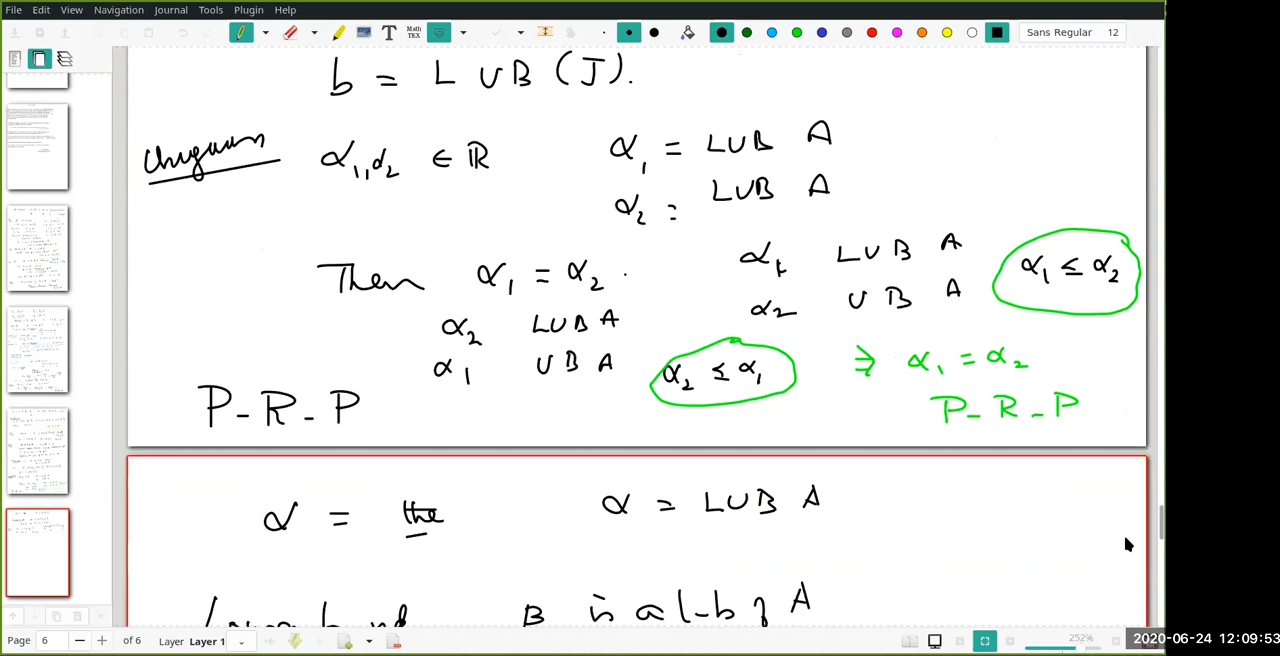 File Edit View Navigation Journal Tools Plugin Help
Sans Regular 12
b = LUB (J).
α₁, α₂ ∈ ℝ α₁ = LUB A
α₂ = LUB A
Then α₁ = α₂ .
α₁ LUB A
α₂ UB A
α₁ ≤ α₂
α₂ LUB A
α₁ UB A
α₂ ≤ α₁
⇒ α₁ = α₂
P-R-P
P-R-P
α = the α = LUB A
B is a l-b of A
Page 6 of 6 Layer Layer 1
252%
2020-06-24 12:09:53